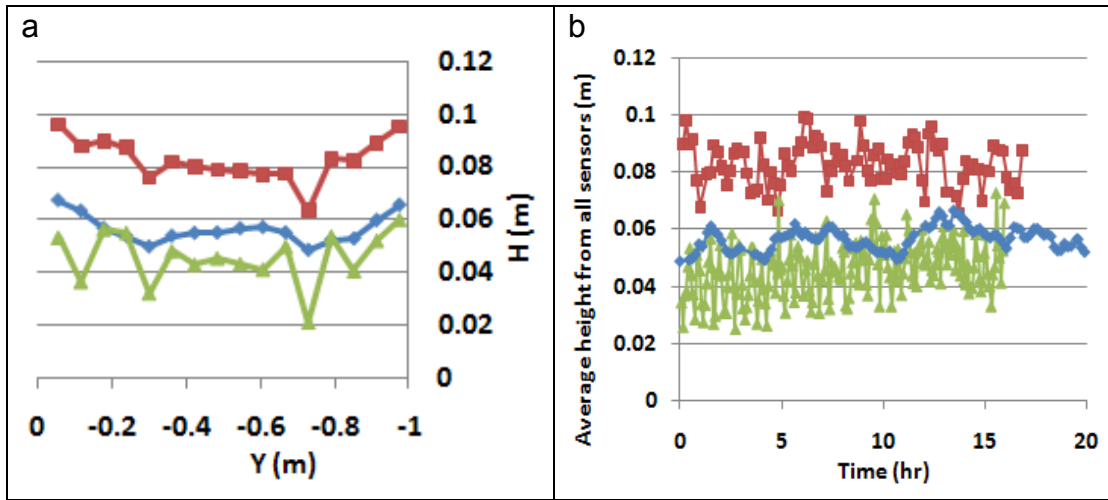 a
0.12
0.1
0.08
0.06
0.04
0.02
0
H (m)
0 -0.2 -0.4 -0.6 -0.8 -1
Y (m)
b
0.12
0.1
0.08
0.06
0.04
0.02
0
Average height from all sensors (m)
0 5 10 15 20
Time (hr)